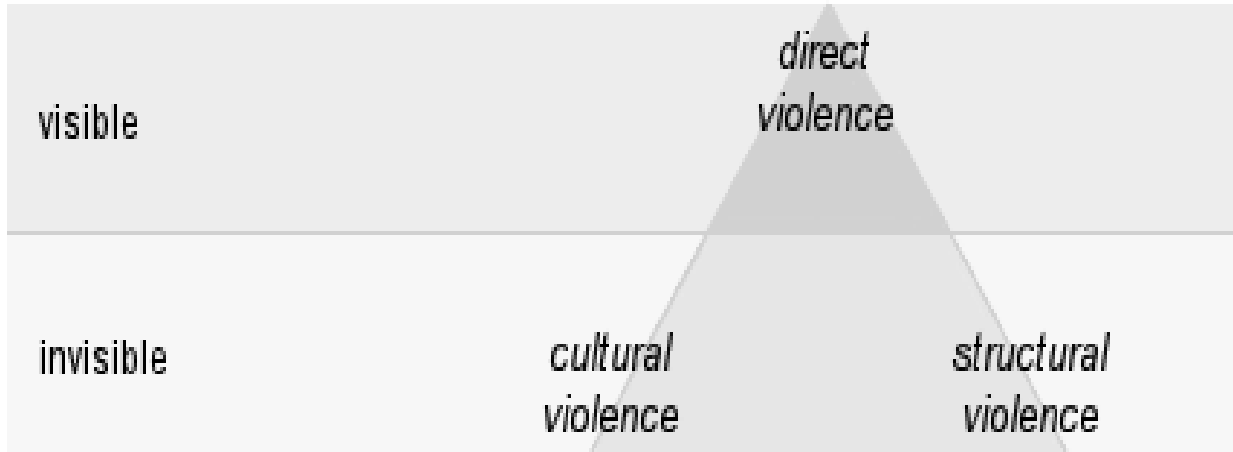 direct
violence
visible
invisible
cultural
violence
structural
violence